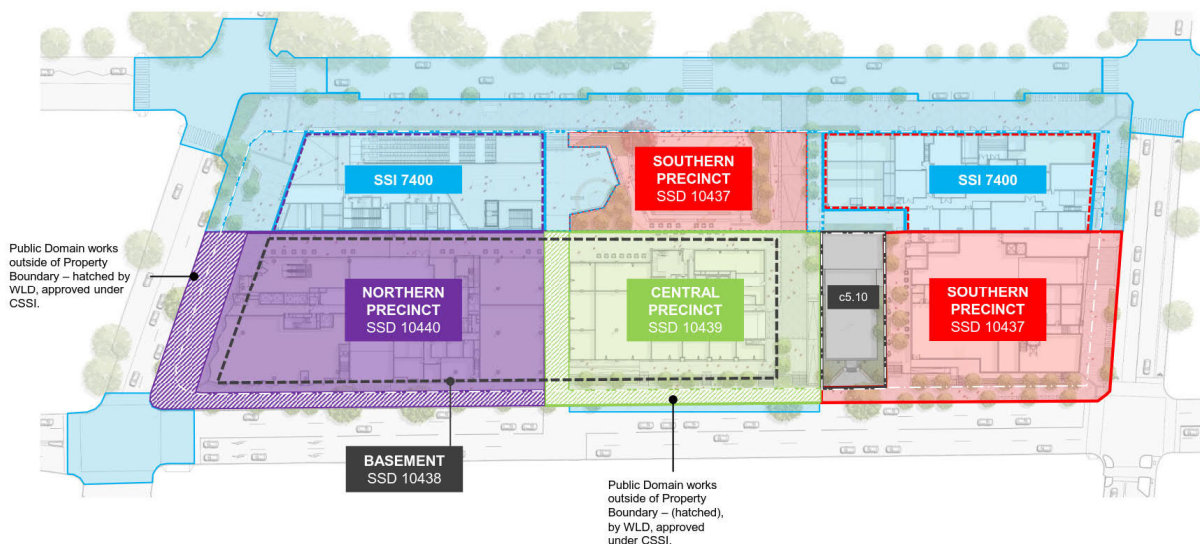 SSI 7400
SOUTHERN
PRECINCT
SSD 10437
SSI 7400
Public Domain works
outside of Property
Boundary – hatched by
WLD, approved under
CSSI.
NORTHERN
PRECINCT
SSD 10440
CENTRAL
PRECINCT
SSD 10439
c5.10
SOUTHERN
PRECINCT
SSD 10437
BASEMENT
SSD 10438
Public Domain works
outside of Property
Boundary – (hatched),
by WLD, approved
under CSSI.